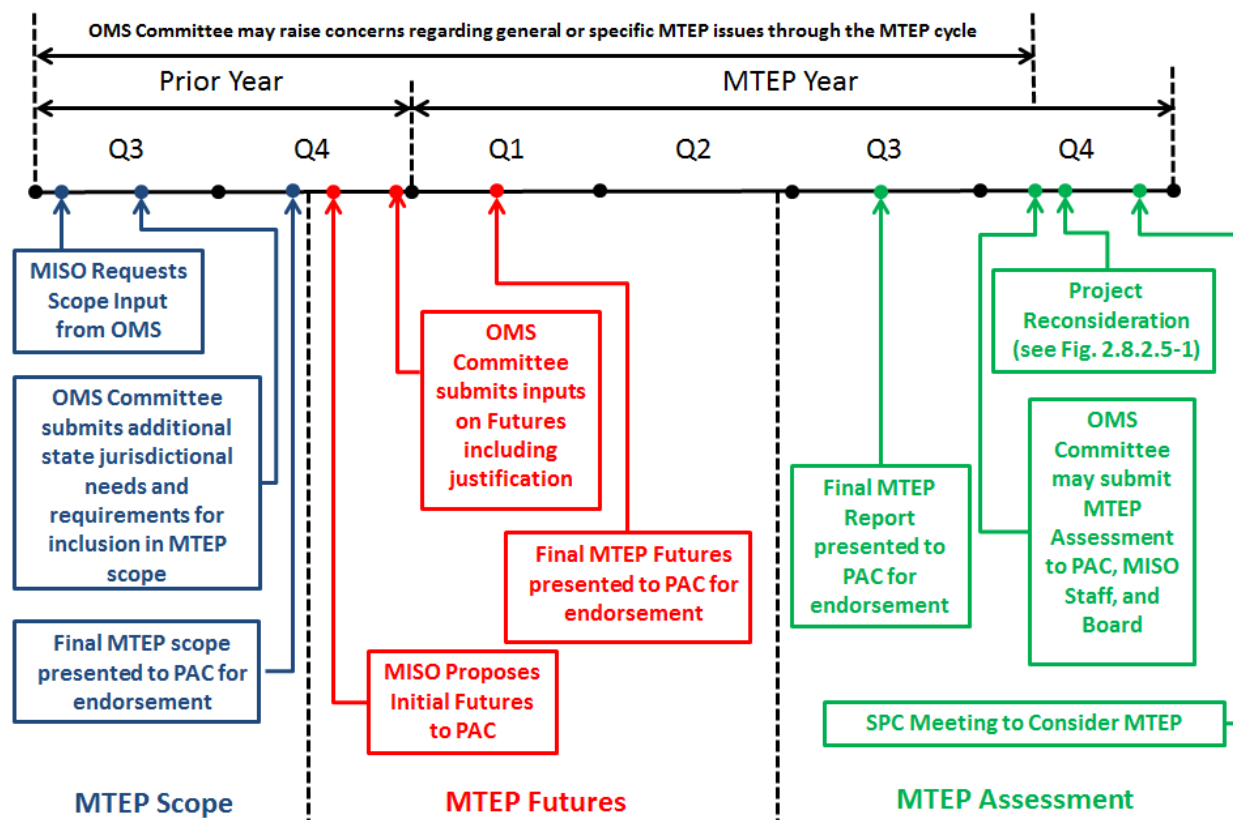 OMS Committee may raise concerns regarding general or specific MTEP issues through the MTEP cycle
Prior Year
MTEP Year
Q3
Q4
Q1
Q2
Q3
Q4
MISO Requests
Scope Input
from OMS
OMS Committee
submits additional
state jurisdictional
needs and
requirements for
inclusion in MTEP
scope
Final MTEP scope
presented to PAC for
endorsement
OMS
Committee
submits inputs
on Futures
including
justification
Final MTEP Futures
presented to PAC for
endorsement
MISO Proposes
Initial Futures
to PAC
Final MTEP
Report
presented to
PAC for
endorsement
Project
Reconsideration
(see Fig. 2.8.2.5-1)
OMS
Committee
may submit
MTEP
Assessment
to PAC, MISO
Staff, and
Board
SPC Meeting to Consider MTEP
MTEP Scope
MTEP Futures
MTEP Assessment